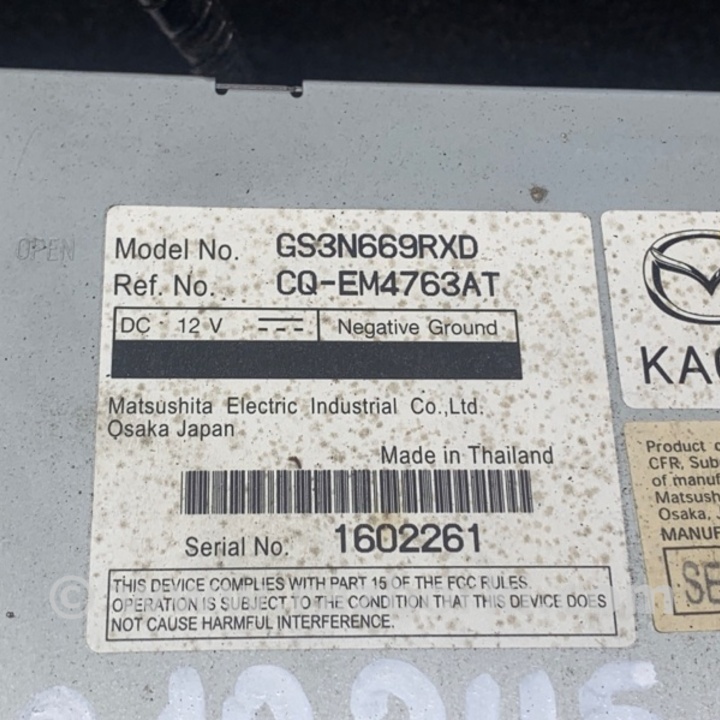 OPEN
Model No. GS3N669RXD
Ref. No. CQ-EM4763AT
DC 12 V Negative Ground
Matsushita Electric Industrial Co.,Ltd.
Osaka Japan
Made in Thailand
Serial No. 1602261
THIS DEVICE COMPLIES WITH PART 15 OF THE FCC RULES.
OPERATION IS SUBJECT TO THE CONDITION THAT THIS DEVICE DOES
NOT CAUSE HARMFUL INTERFERENCE.
KA
Product
CFR, Sub
of manuf
Matsush
Osaka,
MANUF
SE